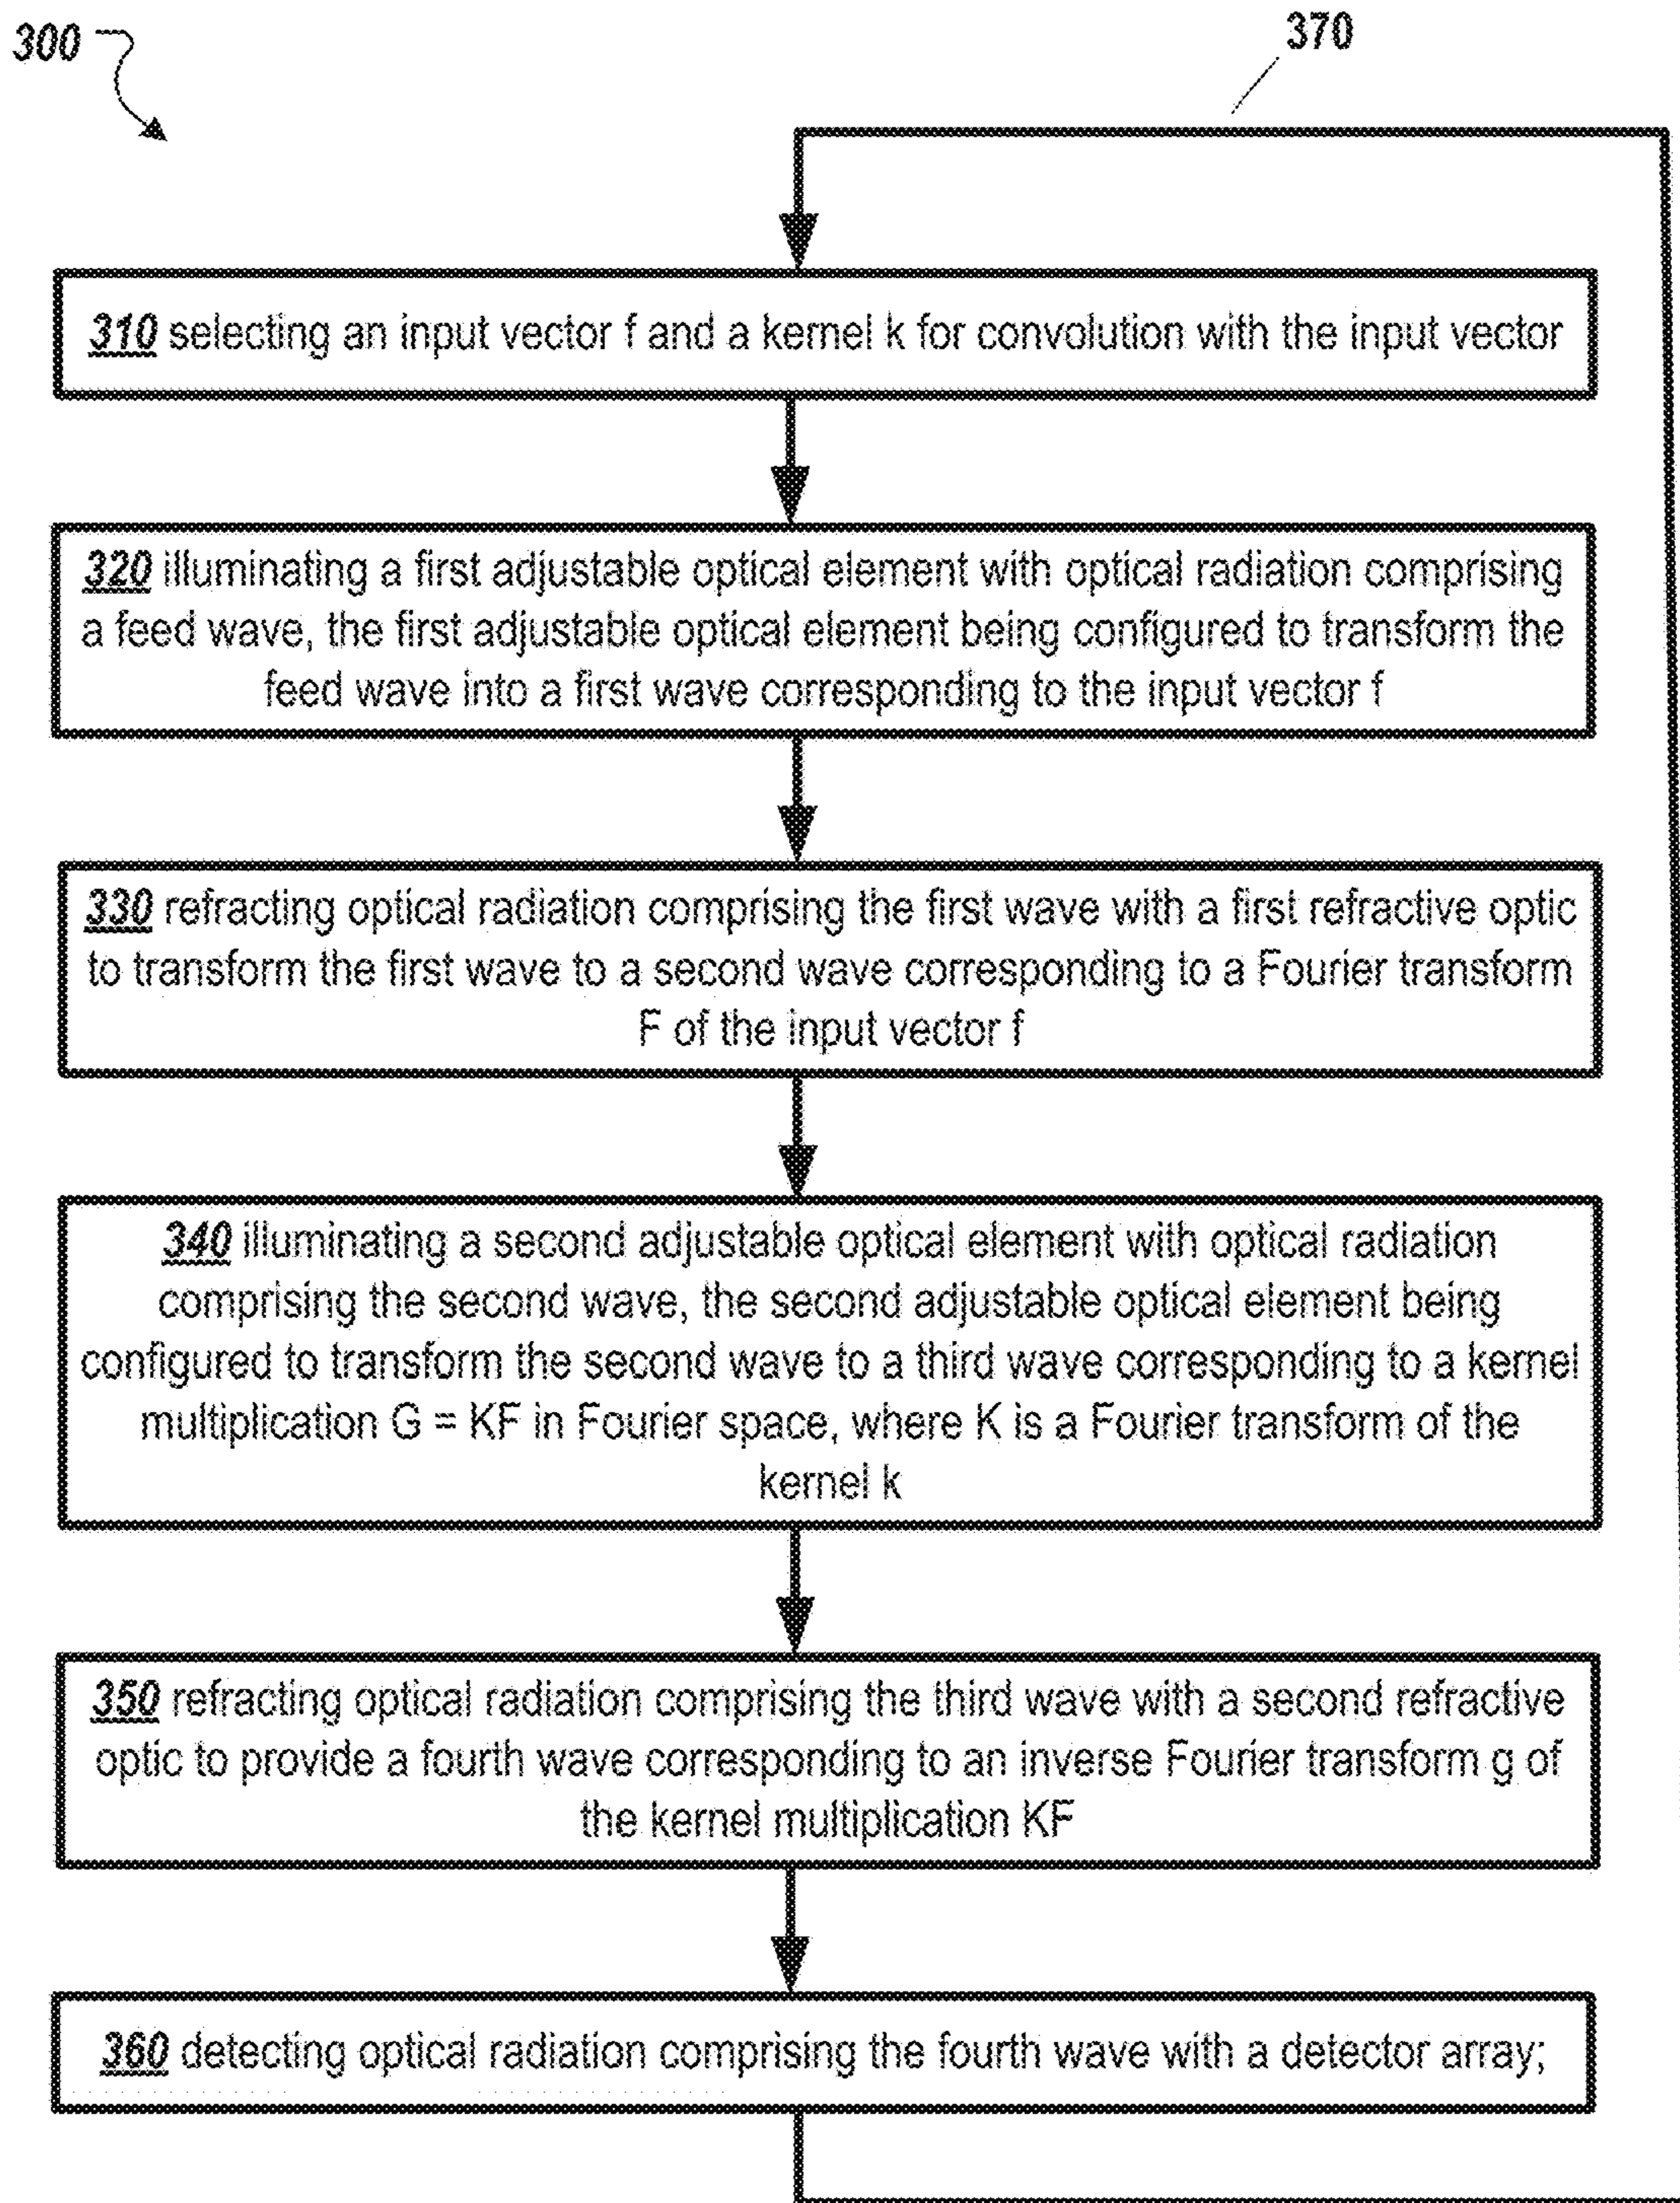 300
370
310 selecting an input vector f and a kernel k for convolution with the input vector
320 illuminating a first adjustable optical element with optical radiation comprising
a feed wave, the first adjustable optical element being configured to transform the
feed wave into a first wave corresponding to the input vector f
330 refracting optical radiation comprising the first wave with a first refractive optic
to transform the first wave to a second wave corresponding to a Fourier transform
F of the input vector f
340 illuminating a second adjustable optical element with optical radiation
comprising the second wave, the second adjustable optical element being
configured to transform the second wave to a third wave corresponding to a kernel
multiplication G = KF in Fourier space, where K is a Fourier transform of the
kernel k
350 refracting optical radiation comprising the third wave with a second refractive
optic to provide a fourth wave corresponding to an inverse Fourier transform g of
the kernel multiplication KF
360 detecting optical radiation comprising the fourth wave with a detector array;